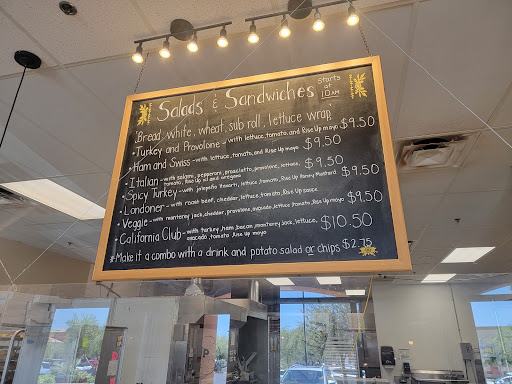 Salads & Sandwiches
Starts
at
10 AM
Bread, white, wheat, sub roll, lettuce wrap
• Turkey and Provolone - with lettuce, tomato, and Rise Up mayo $9.50
• Ham and Swiss - with lettuce, tomato, and Rise Up mayo $9.50
• Italian - with salami, pepperoni, prosciutto, provolone, lettuce, $9.50
tomato, Rise Up oil and oregano
• Spicy Turkey - with jalapeño Havarti, lettuce, tomato, Rise Up Honey Mustard $9.50
• Londoner - with roast beef, cheddar, lettuce, tomato, Rise Up sauce $9.50
• Veggie - with monterey jack, cheddar, provolone, avocado, lettuce, tomato, Rise Up mayo $9.50
• California Club - with turkey, ham, bacon, monterey jack, lettuce, $10.50
avocado, tomato, Rise Up mayo
* Make it a combo with a drink and potato salad or chips $2.75